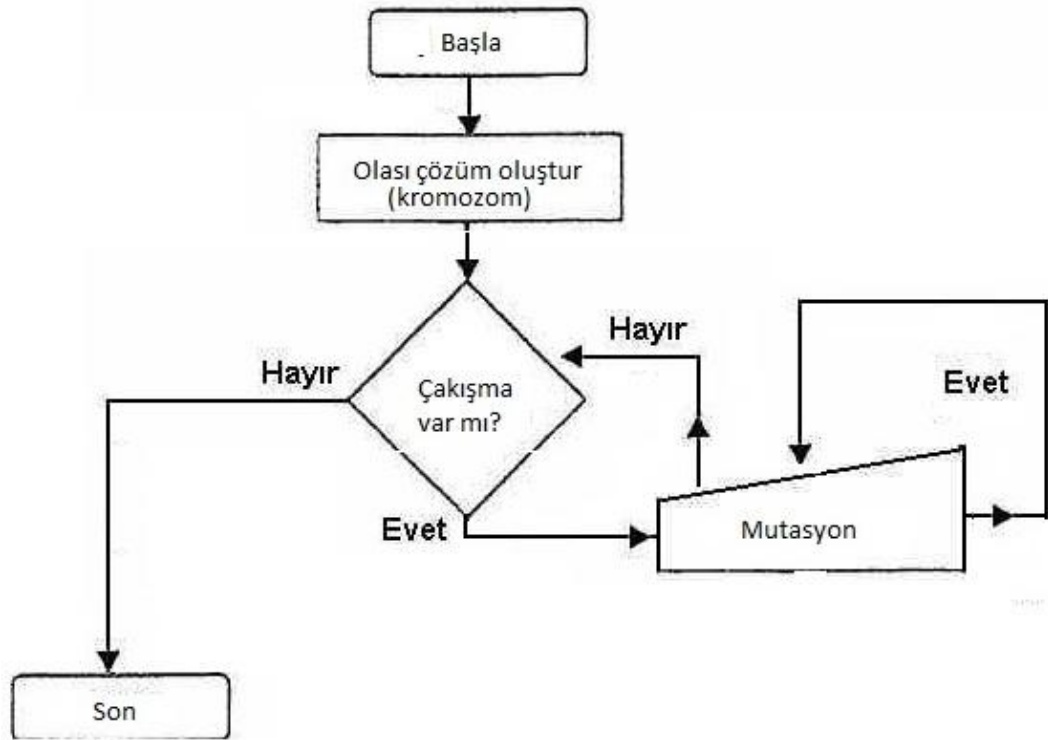 Başla
Olası çözüm oluştur
(kromozom)
Hayır
Hayır
Çakışma
var mı?
Evet
Evet
Mutasyon
Son